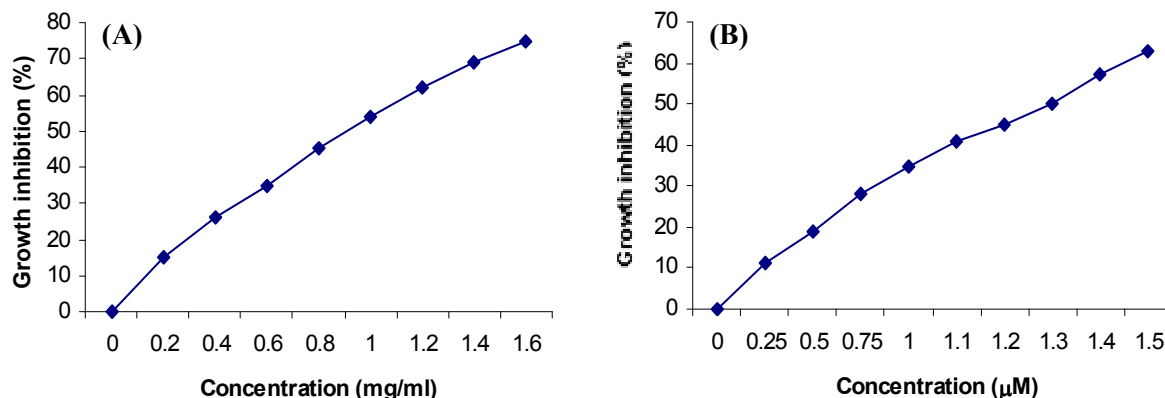 (A)
Growth inhibition (%)
80
70
60
50
40
30
20
10
0
0 0.2 0.4 0.6 0.8 1 1.2 1.4 1.6
Concentration (mg/ml)
(B)
Growth inhibition (%)
70
60
50
40
30
20
10
0
0 0.25 0.5 0.75 1 1.1 1.2 1.3 1.4 1.5
Concentration (μM)